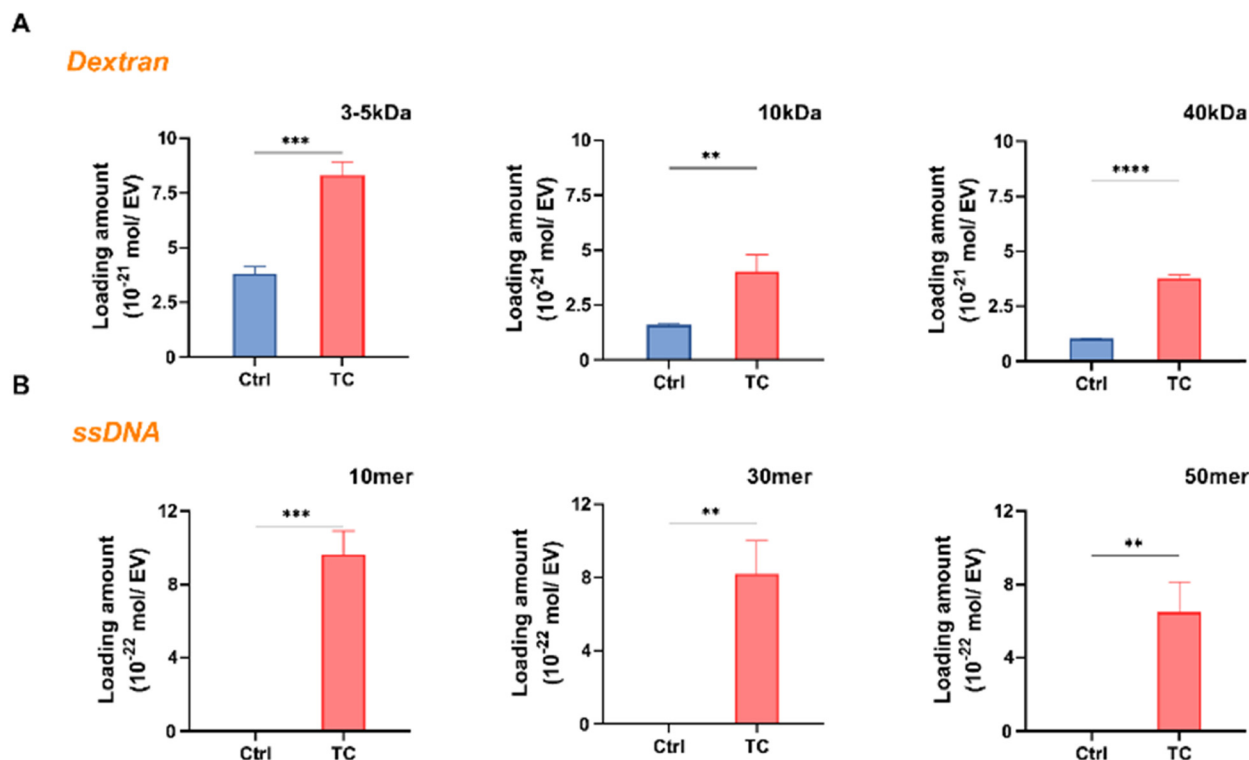 A
Dextran
3-5kDa
Loading amount
(10⁻²¹ mol/ EV)
10
7.5
5
2.5
0
***
Ctrl
TC
10kDa
Loading amount
(10⁻²¹ mol/ EV)
10
7.5
5
2.5
0
**
Ctrl
TC
40kDa
Loading amount
(10⁻²¹ mol/ EV)
10
7.5
5
2.5
0
****
Ctrl
TC
B
ssDNA
10mer
Loading amount
(10⁻²² mol/ EV)
12
8
4
0
***
Ctrl
TC
30mer
Loading amount
(10⁻²² mol/ EV)
12
8
4
0
**
Ctrl
TC
50mer
Loading amount
(10⁻²² mol/ EV)
12
8
4
0
**
Ctrl
TC